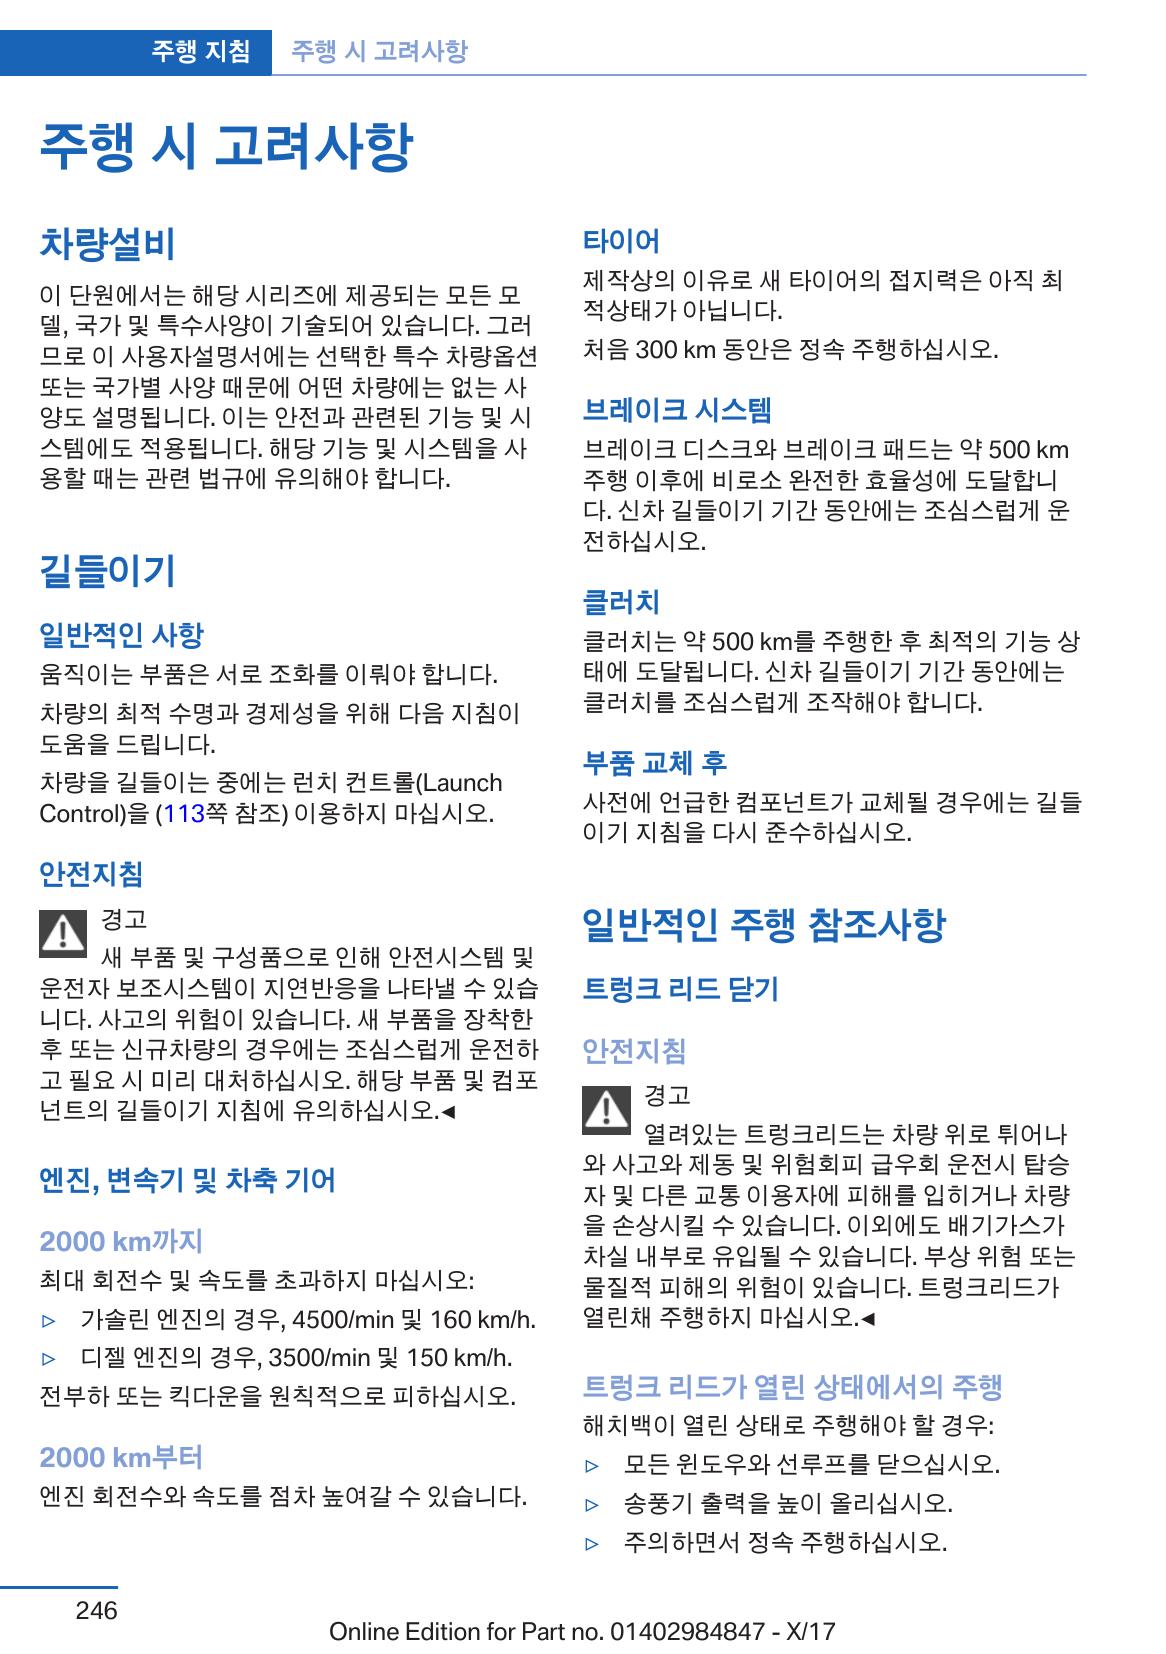 주행 지침 주행 시 고려사항
주행 시 고려사항
차량설비
이 단원에서는 해당 시리즈에 제공되는 모든 모
델, 국가 및 특수사양이 기술되어 있습니다. 그러
므로 이 사용자설명서에는 선택한 특수 차량옵션
또는 국가별 사양 때문에 어떤 차량에는 없는 사
양도 설명됩니다. 이는 안전과 관련된 기능 및 시
스템에도 적용됩니다. 해당 기능 및 시스템을 사
용할 때는 관련 법규에 유의해야 합니다.
길들이기
일반적인 사항
움직이는 부품은 서로 조화를 이뤄야 합니다.
차량의 최적 수명과 경제성을 위해 다음 지침이
도움을 드립니다.
차량을 길들이는 중에는 런치 컨트롤(Launch
Control)을 (113쪽 참조) 이용하지 마십시오.
안전지침
경고
새 부품 및 구성품으로 인해 안전시스템 및
운전자 보조시스템이 지연반응을 나타낼 수 있습
니다. 사고의 위험이 있습니다. 새 부품을 장착한
후 또는 신규차량의 경우에는 조심스럽게 운전하
고 필요 시 미리 대처하십시오. 해당 부품 및 컴포
넌트의 길들이기 지침에 유의하십시오.◀
엔진, 변속기 및 차축 기어
2000 km까지
최대 회전수 및 속도를 초과하지 마십시오:
▷ 가솔린 엔진의 경우, 4500/min 및 160 km/h.
▷ 디젤 엔진의 경우, 3500/min 및 150 km/h.
전부하 또는 킥다운을 원칙적으로 피하십시오.
2000 km부터
엔진 회전수와 속도를 점차 높여갈 수 있습니다.
타이어
제작상의 이유로 새 타이어의 접지력은 아직 최
적상태가 아닙니다.
처음 300 km 동안은 정속 주행하십시오.
브레이크 시스템
브레이크 디스크와 브레이크 패드는 약 500 km
주행 이후에 비로소 완전한 효율성에 도달합니
다. 신차 길들이기 기간 동안에는 조심스럽게 운
전하십시오.
클러치
클러치는 약 500 km를 주행한 후 최적의 기능 상
태에 도달됩니다. 신차 길들이기 기간 동안에는
클러치를 조심스럽게 조작해야 합니다.
부품 교체 후
사전에 언급한 컴포넌트가 교체될 경우에는 길들
이기 지침을 다시 준수하십시오.
일반적인 주행 참조사항
트렁크 리드 닫기
안전지침
경고
열려있는 트렁크리드는 차량 위로 튀어나
와 사고와 제동 및 위험회피 급우회 운전시 탑승
자 및 다른 교통 이용자에 피해를 입히거나 차량
을 손상시킬 수 있습니다. 이외에도 배기가스가
차실 내부로 유입될 수 있습니다. 부상 위험 또는
물질적 피해의 위험이 있습니다. 트렁크리드가
열린채 주행하지 마십시오.◀
트렁크 리드가 열린 상태에서의 주행
해치백이 열린 상태로 주행해야 할 경우:
▷ 모든 윈도우와 선루프를 닫으십시오.
▷ 송풍기 출력을 높이 올리십시오.
▷ 주의하면서 정속 주행하십시오.
246
Online Edition for Part no. 01402984847 - X/17